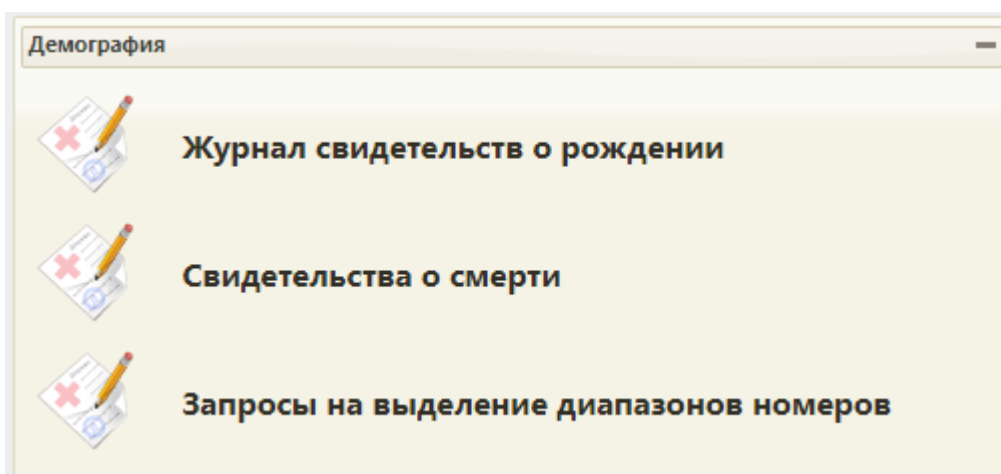 Демография
Журнал свидетельств о рождении
Свидетельства о смерти
Запросы на выделение диапазонов номеров